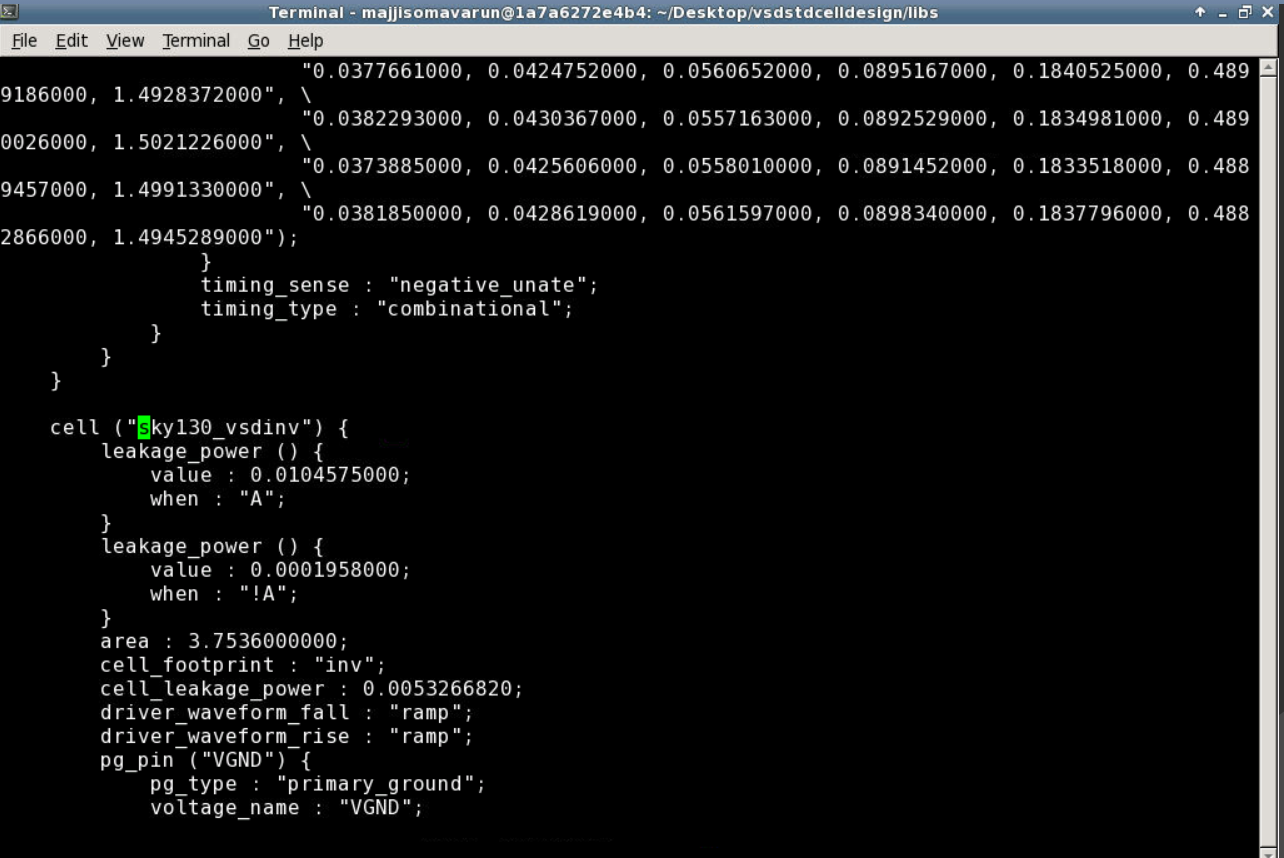 Terminal - majjisomavarun@1a7a6272e4b4: ~/Desktop/vsdstdcelldesign/libs
File Edit View Terminal Go Help
"0.0377661000, 0.0424752000, 0.0560652000, 0.0895167000, 0.1840525000, 0.489
9186000, 1.4928372000", \
"0.0382293000, 0.0430367000, 0.0557163000, 0.0892529000, 0.1834981000, 0.489
0026000, 1.5021226000", \
"0.0373885000, 0.0425606000, 0.0558010000, 0.0891452000, 0.1833518000, 0.488
9457000, 1.4991330000", \
"0.0381850000, 0.0428619000, 0.0561597000, 0.0898340000, 0.1837796000, 0.488
2866000, 1.4945289000");
}
timing_sense : "negative_unate";
timing_type : "combinational";
}
}
}
cell ("sky130_vsdinv") {
leakage_power () {
value : 0.0104575000;
when : "A";
}
leakage_power () {
value : 0.0001958000;
when : "!A";
}
area : 3.7536000000;
cell_footprint : "inv";
cell_leakage_power : 0.0053266820;
driver_waveform_fall : "ramp";
driver_waveform_rise : "ramp";
pg_pin ("VGND") {
pg_type : "primary_ground";
voltage_name : "VGND";